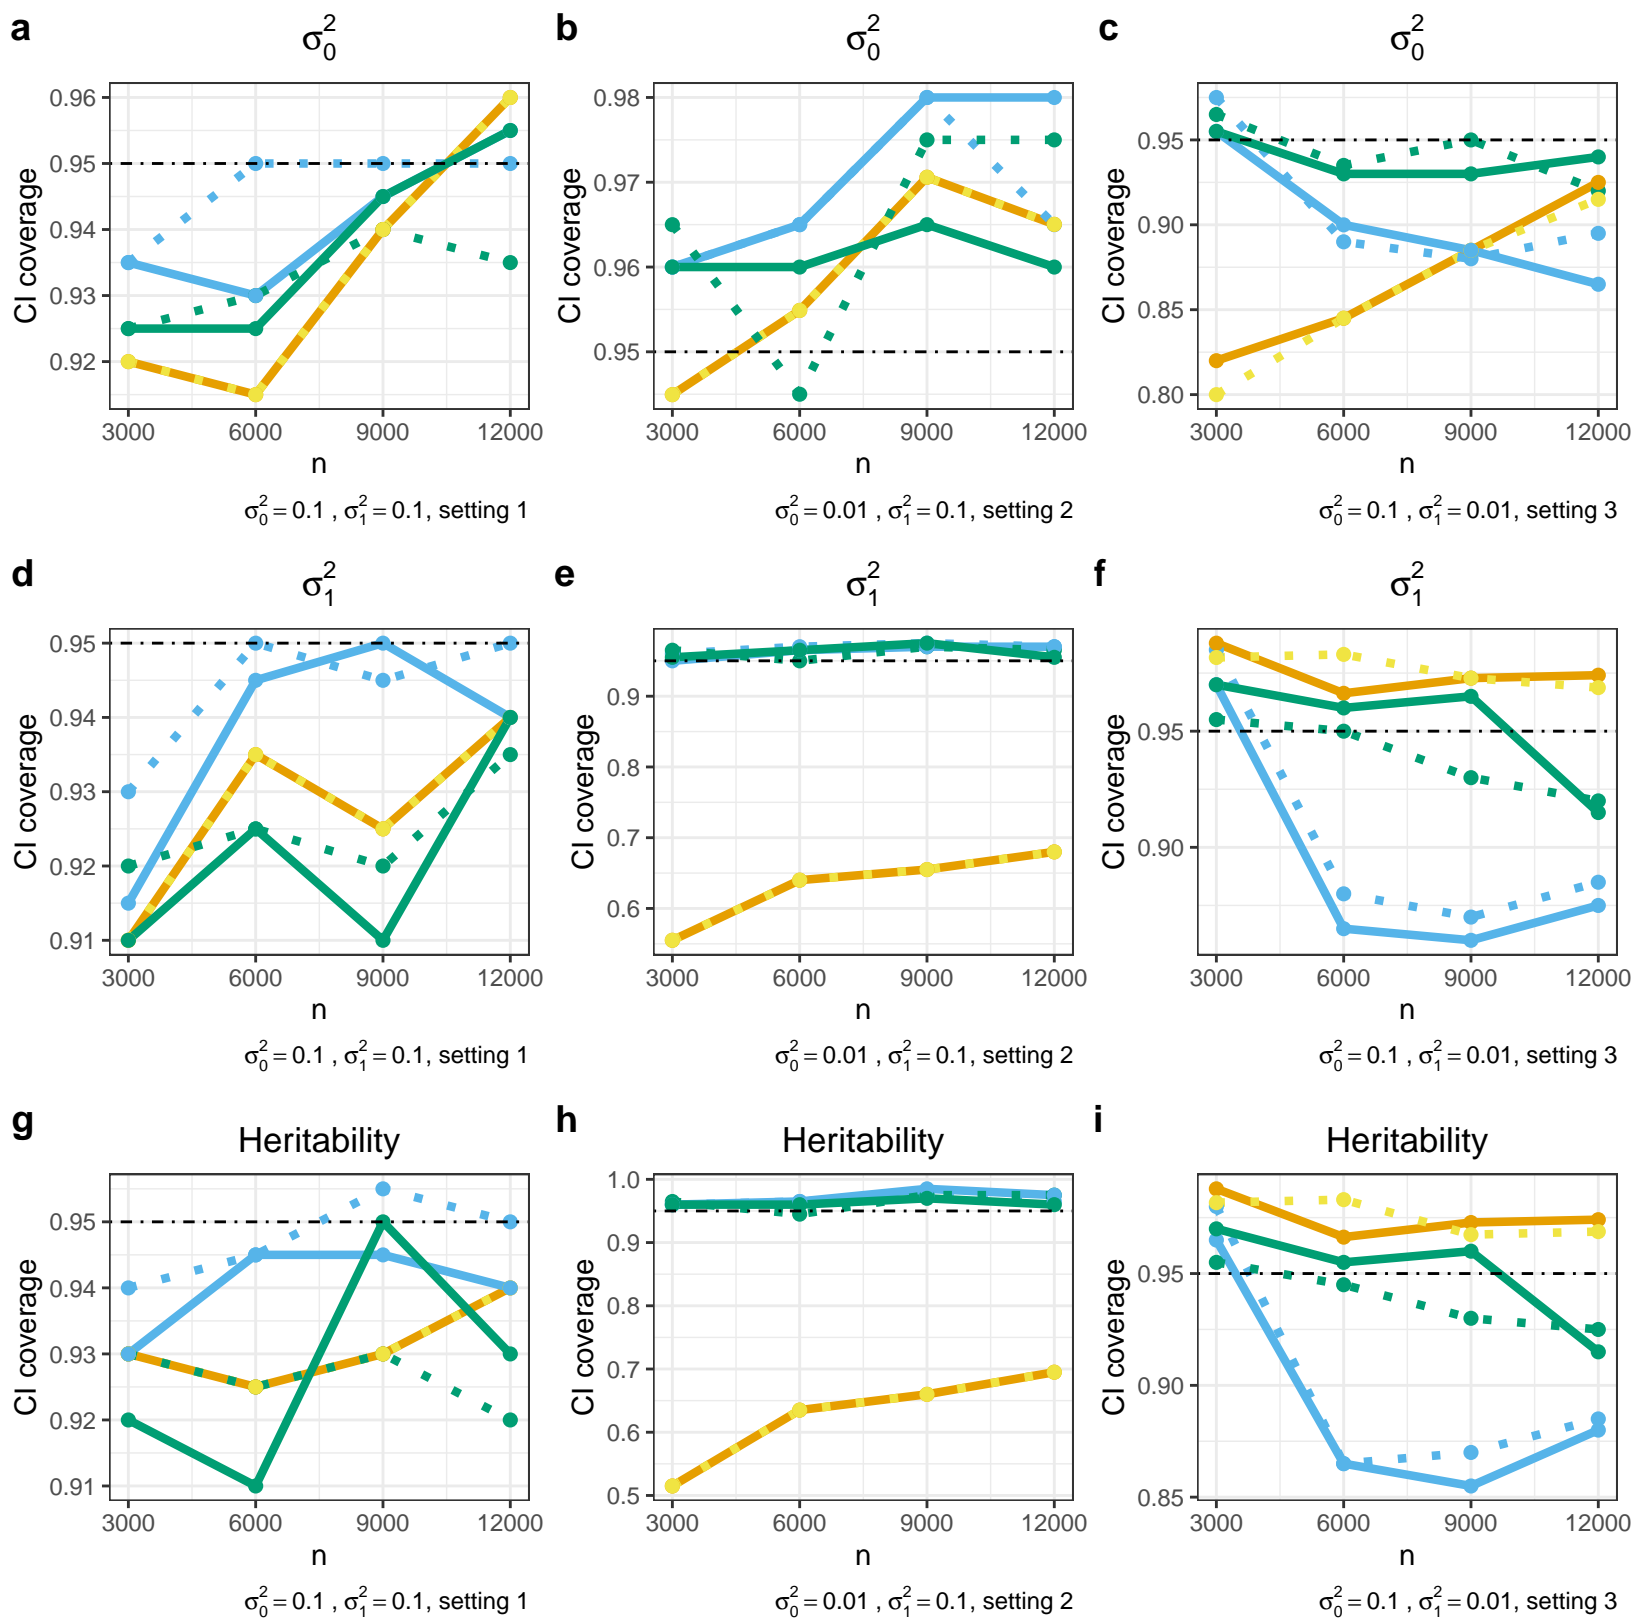 a
σ₀²
CI coverage
0.96
0.95
0.94
0.93
0.92
3000 6000 9000 12000
n
σ₀² = 0.1 , σ₁² = 0.1, setting 1
b
σ₀²
CI coverage
0.98
0.97
0.96
0.95
3000 6000 9000 12000
n
σ₀² = 0.01 , σ₁² = 0.1, setting 2
c
σ₀²
CI coverage
0.95
0.90
0.85
0.80
3000 6000 9000 12000
n
σ₀² = 0.1 , σ₁² = 0.01, setting 3
d
σ₁²
CI coverage
0.95
0.94
0.93
0.92
0.91
3000 6000 9000 12000
n
σ₀² = 0.1 , σ₁² = 0.1, setting 1
e
σ₁²
CI coverage
0.9
0.8
0.7
0.6
3000 6000 9000 12000
n
σ₀² = 0.01 , σ₁² = 0.1, setting 2
f
σ₁²
CI coverage
0.95
0.90
3000 6000 9000 12000
n
σ₀² = 0.1 , σ₁² = 0.01, setting 3
g
Heritability
CI coverage
0.95
0.94
0.93
0.92
0.91
3000 6000 9000 12000
n
σ₀² = 0.1 , σ₁² = 0.1, setting 1
h
Heritability
CI coverage
1.0
0.9
0.8
0.7
0.6
0.5
3000 6000 9000 12000
n
σ₀² = 0.01 , σ₁² = 0.1, setting 2
i
Heritability
CI coverage
0.95
0.90
0.85
3000 6000 9000 12000
n
σ₀² = 0.1 , σ₁² = 0.01, setting 3